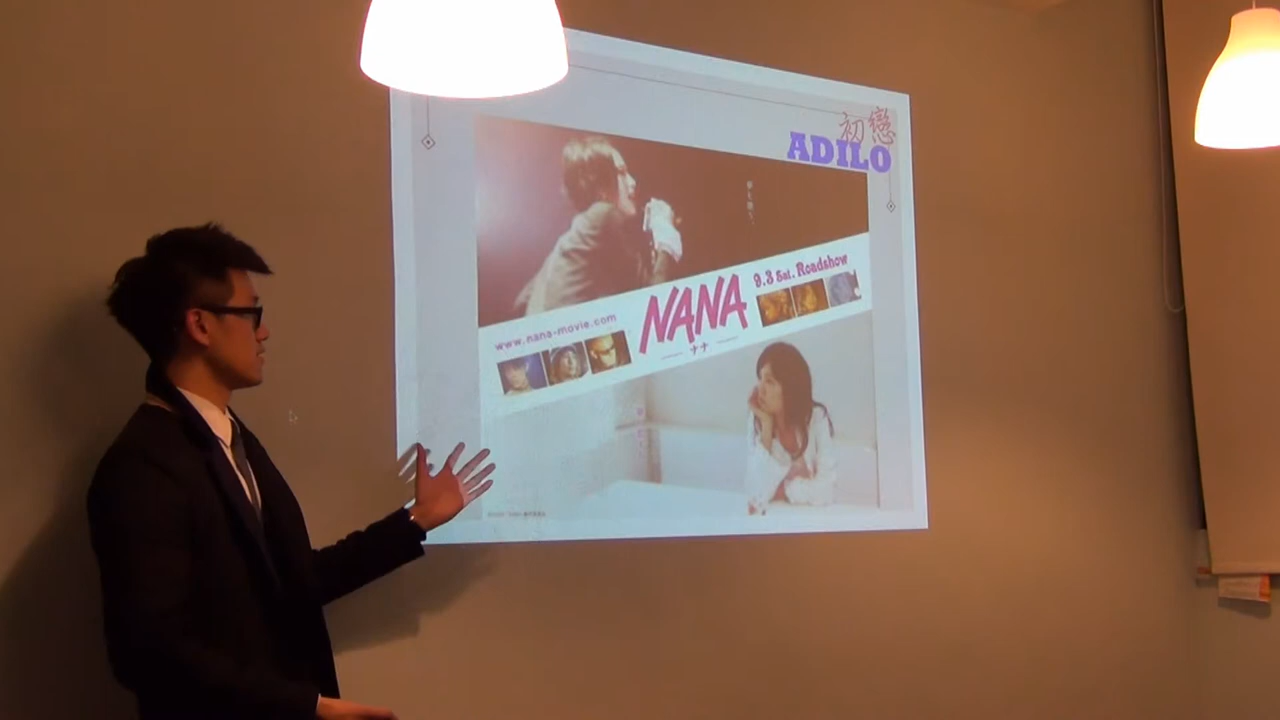 初戀
ADILO
9.3 Sat. Roadshow
NANA
www.nana-movie.com
ナナ